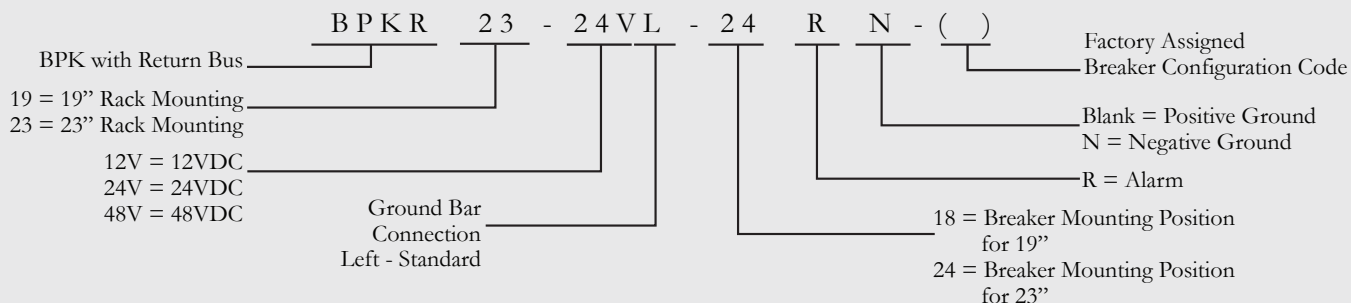 BPKR 23 - 24VL - 24 R N - ( )
BPK with Return Bus
19 = 19” Rack Mounting
23 = 23” Rack Mounting
12V = 12VDC
24V = 24VDC
48V = 48VDC
Ground Bar
Connection
Left - Standard
Factory Assigned
Breaker Configuration Code
Blank = Positive Ground
N = Negative Ground
R = Alarm
18 = Breaker Mounting Position
for 19”
24 = Breaker Mounting Position
for 23”